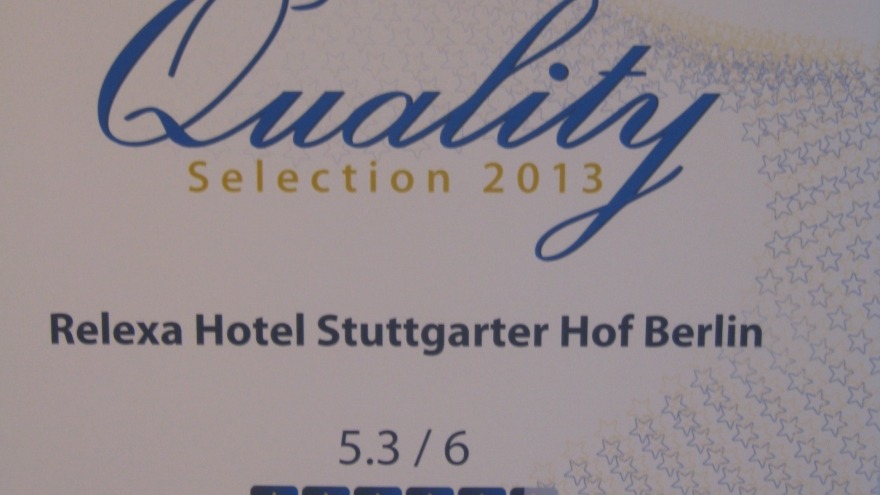 Quality
Selection 2013
Relexa Hotel Stuttgarter Hof Berlin
5.3 / 6